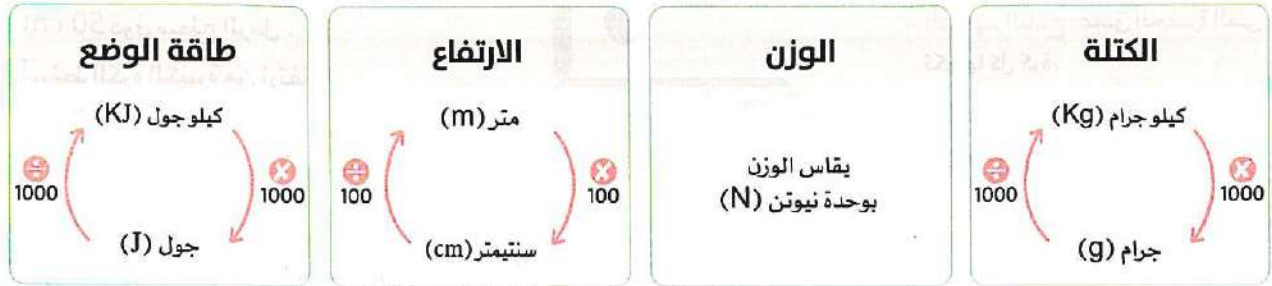 الكتلة
كيلو جرام (Kg)
× 1000
÷ 1000
جرام (g)
الوزن
يقاس الوزن
بوحدة نيوتن (N)
الارتفاع
متر (m)
× 100
÷ 100
سنتيمتر (cm)
طاقة الوضع
كيلو جول (KJ)
× 1000
÷ 1000
جول (J)